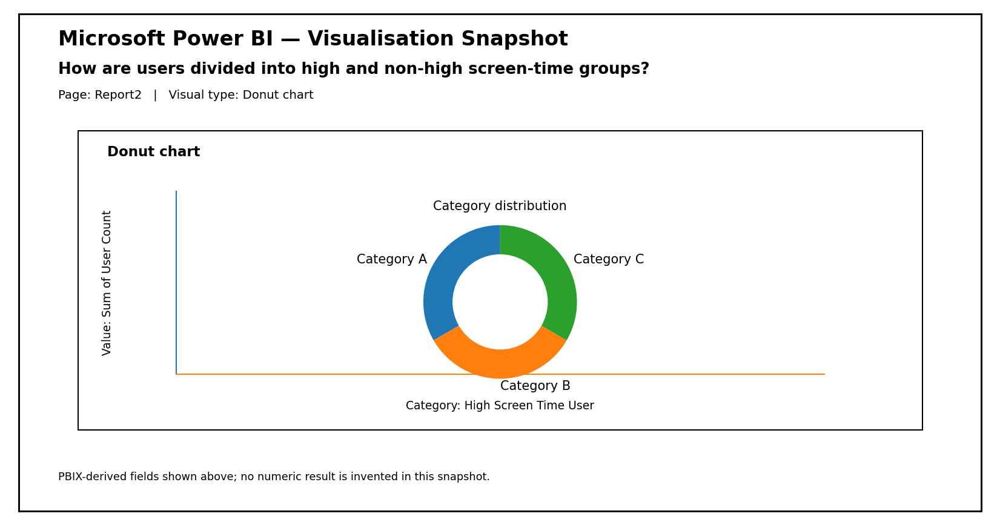 Microsoft Power BI — Visualisation Snapshot
How are users divided into high and non-high screen-time groups?
Page: Report2   |   Visual type: Donut chart
Donut chart
Value: Sum of User Count
Category distribution
Category A
Category C
Category B
Category: High Screen Time User
PBIX-derived fields shown above; no numeric result is invented in this snapshot.